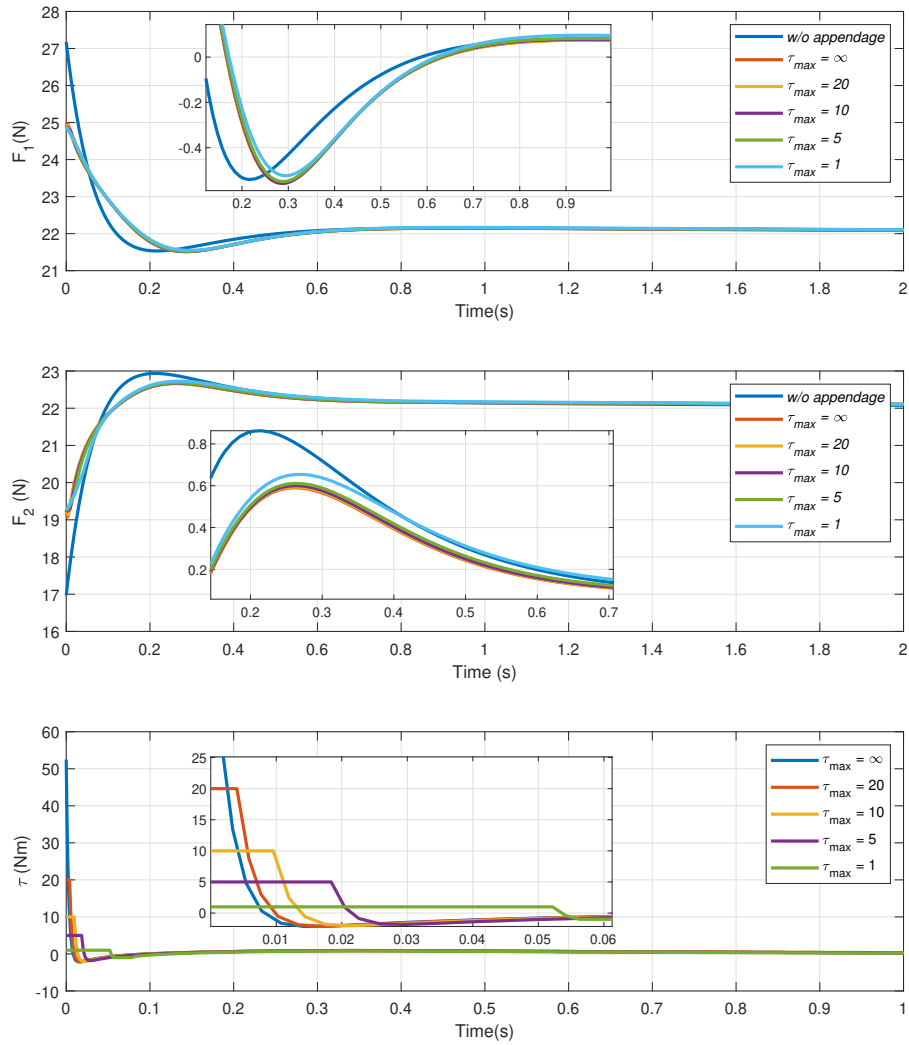 28
27
26
25
24
23
22
21
F1(N)
0
-0.2
-0.4
0.2 0.3 0.4 0.5 0.6 0.7 0.8 0.9
w/o appendage
τmax = ∞
τmax = 20
τmax = 10
τmax = 5
τmax = 1
0 0.2 0.4 0.6 0.8 1 1.2 1.4 1.6 1.8 2
Time(s)
23
22
21
20
19
18
17
16
F2 (N)
0.8
0.6
0.4
0.2
0.2 0.3 0.4 0.5 0.6 0.7
w/o appendage
τmax = ∞
τmax = 20
τmax = 10
τmax = 5
τmax = 1
0 0.2 0.4 0.6 0.8 1 1.2 1.4 1.6 1.8 2
Time (s)
60
50
40
30
20
10
0
-10
τ (Nm)
25
20
15
10
5
0
0.01 0.02 0.03 0.04 0.05 0.06
τmax = ∞
τmax = 20
τmax = 10
τmax = 5
τmax = 1
0 0.1 0.2 0.3 0.4 0.5 0.6 0.7 0.8 0.9 1
Time(s)